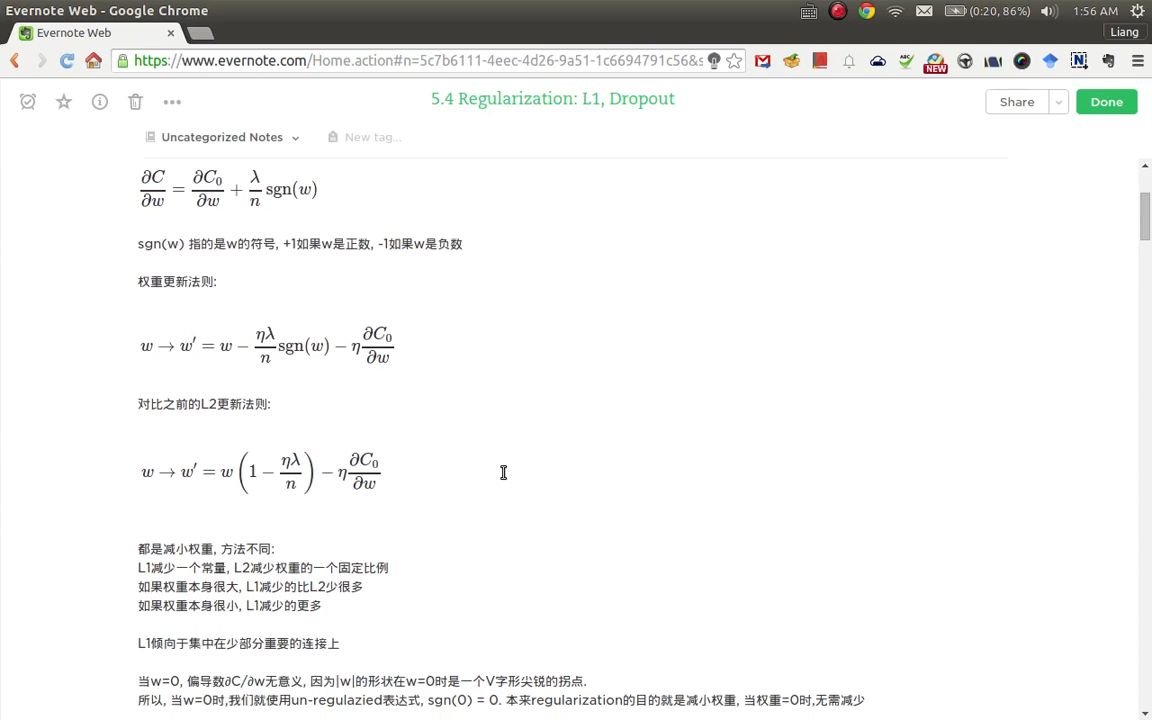 Evernote Web - Google Chrome
(0:20, 86%)
1:56 AM
Evernote Web
Liang
https://www.evernote.com/Home.action#n=5c7b6111-4eec-4d26-9a51-1c6694791c56&s
NEW
5.4 Regularization: L1, Dropout
Share
Done
Uncategorized Notes
New tag...
∂C/∂w = ∂C₀/∂w + λ/n sgn(w)
sgn(w) 指的是w的符号, +1如果w是正数, -1如果w是负数
权重更新法则:
w → w′ = w − ηλ/n sgn(w) − η ∂C₀/∂w
对比之前的L2更新法则:
w → w′ = w (1 − ηλ/n) − η ∂C₀/∂w
都是减小权重, 方法不同:
L1减少一个常量, L2减少权重的一个固定比例
如果权重本身很大, L1减少的比L2少很多
如果权重本身很小, L1减少的更多
L1倾向于集中在少部分重要的连接上
当w=0, 偏导数∂C/∂w无意义, 因为|w|的形状在w=0时是一个V字形尖锐的拐点.
所以, 当w=0时,我们就使用un-regulazied表达式, sgn(0) = 0. 本来regularization的目的就是减小权重, 当权重=0时,无需减少